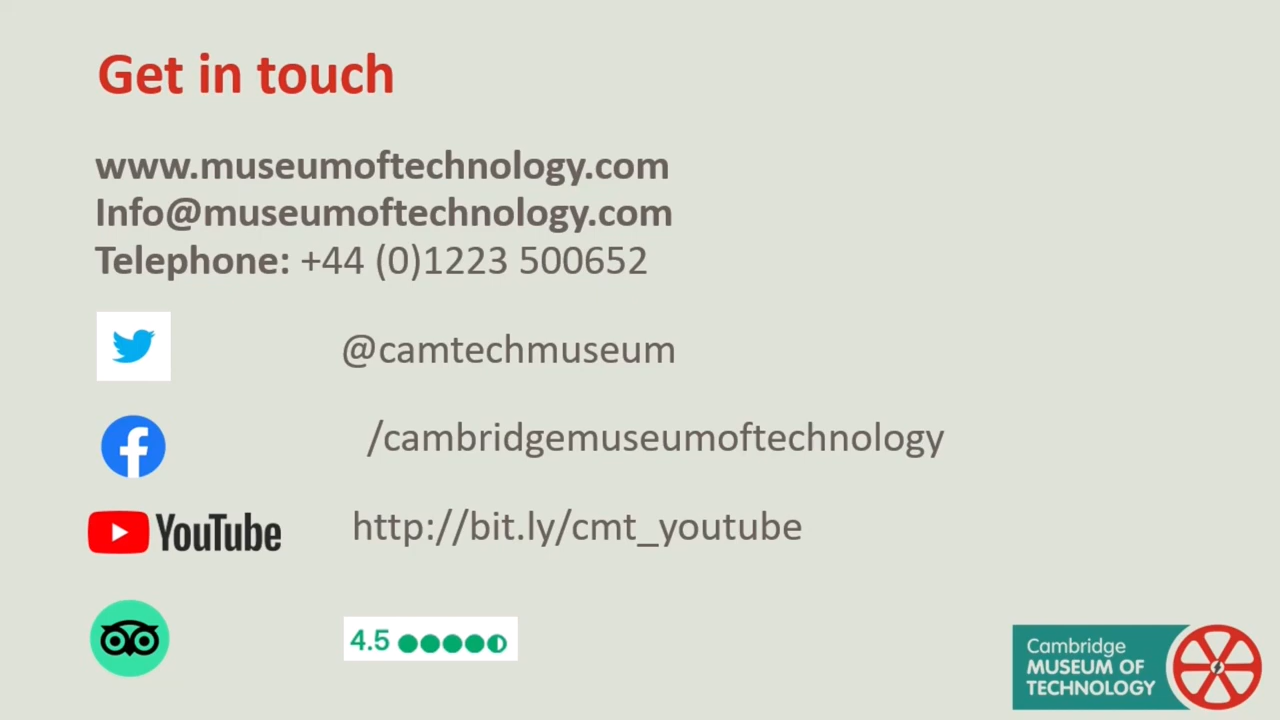 Get in touch
www.museumoftechnology.com
Info@museumoftechnology.com
Telephone: +44 (0)1223 500652
@camtechmuseum
/cambridgemuseumoftechnology
YouTube http://bit.ly/cmt_youtube
4.5
Cambridge
MUSEUM OF
TECHNOLOGY